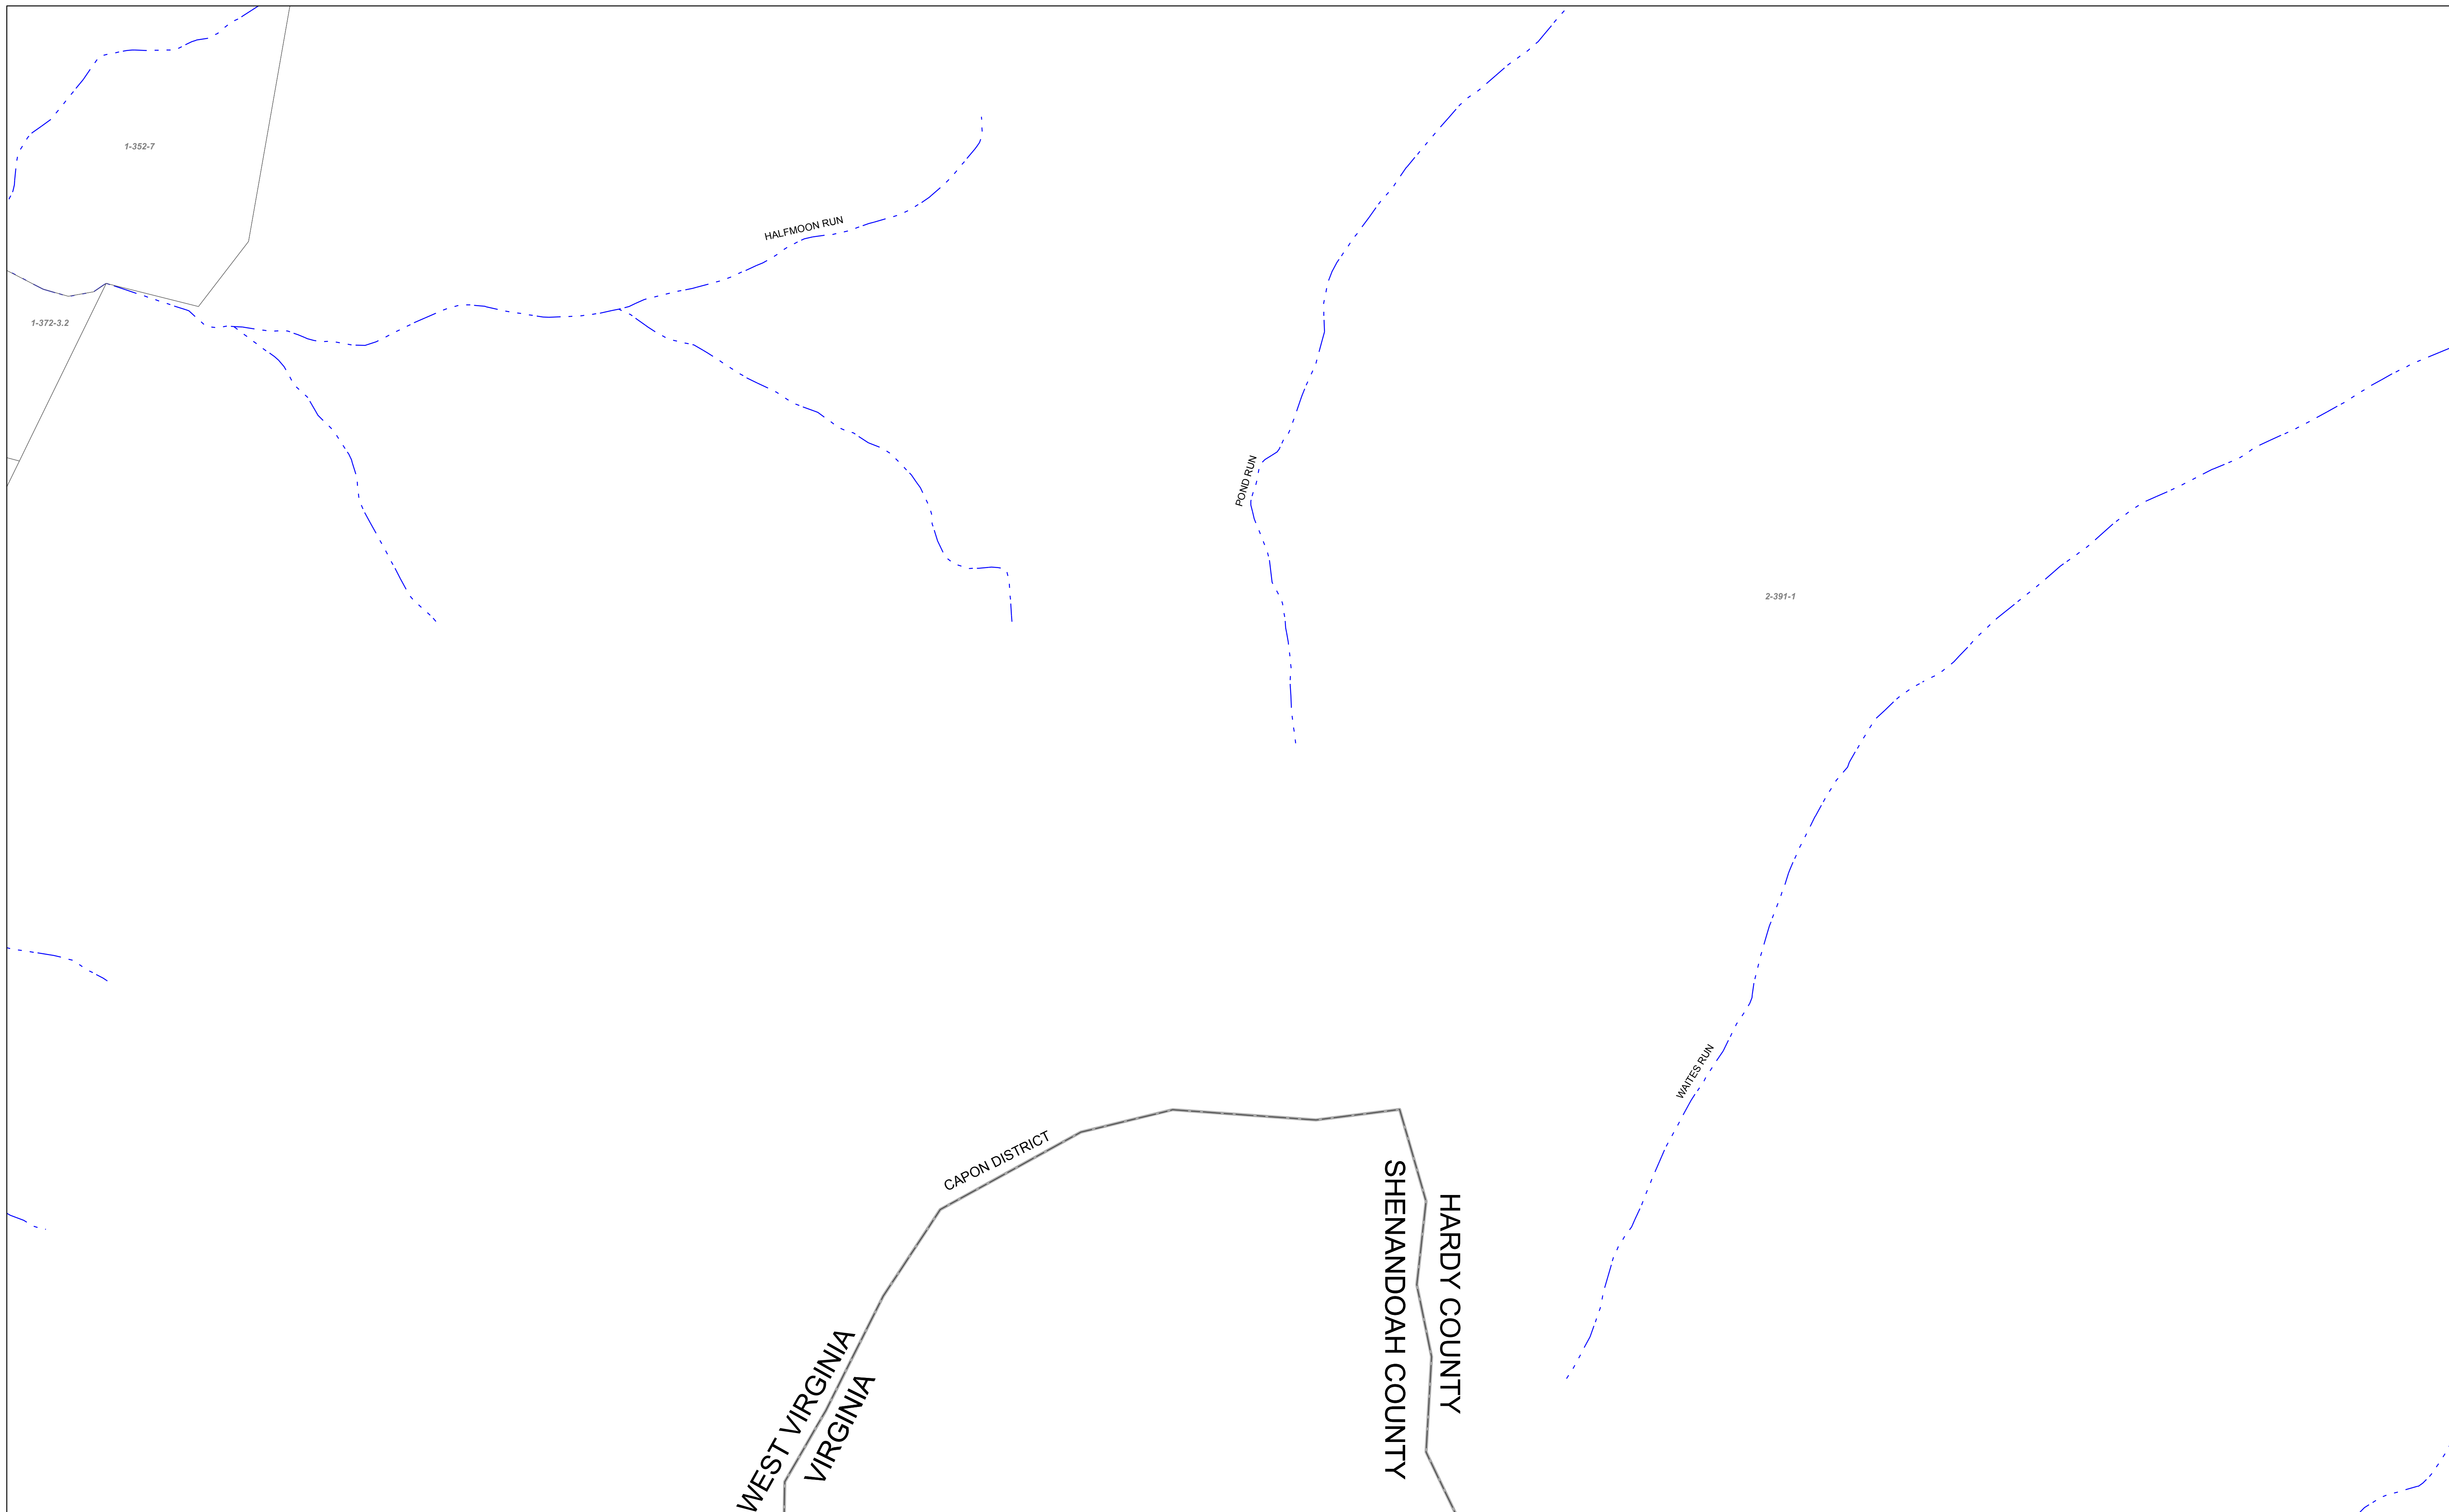 1-352-7
HALFMOON RUN
1-372-3.2
POND RUN
2-391-1
WAITES RUN
CAPON DISTRICT
SHENANDOAH COUNTY
HARDY COUNTY
WEST VIRGINIA
VIRGINIA